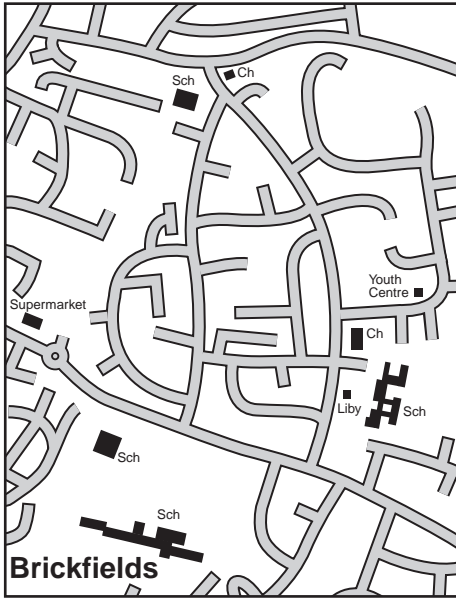 Ch
Sch
Youth
Centre
Supermarket
Ch
Liby
Sch
Sch
Sch
Brickfields